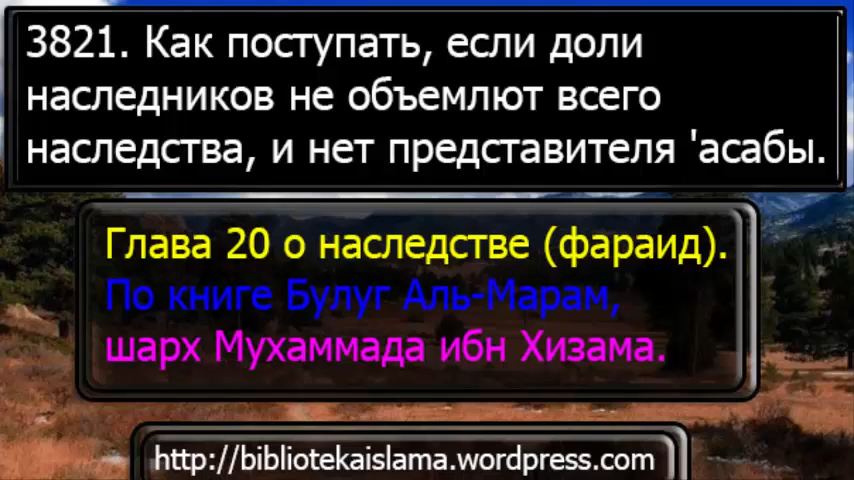 3821. Как поступать, если доли
наследников не объемлют всего
наследства, и нет представителя 'асабы.
Глава 20 о наследстве (фараид).
По книге Булуг Аль-Марам,
шарх Мухаммада ибн Хизама.
http://bibliotekaislama.wordpress.com